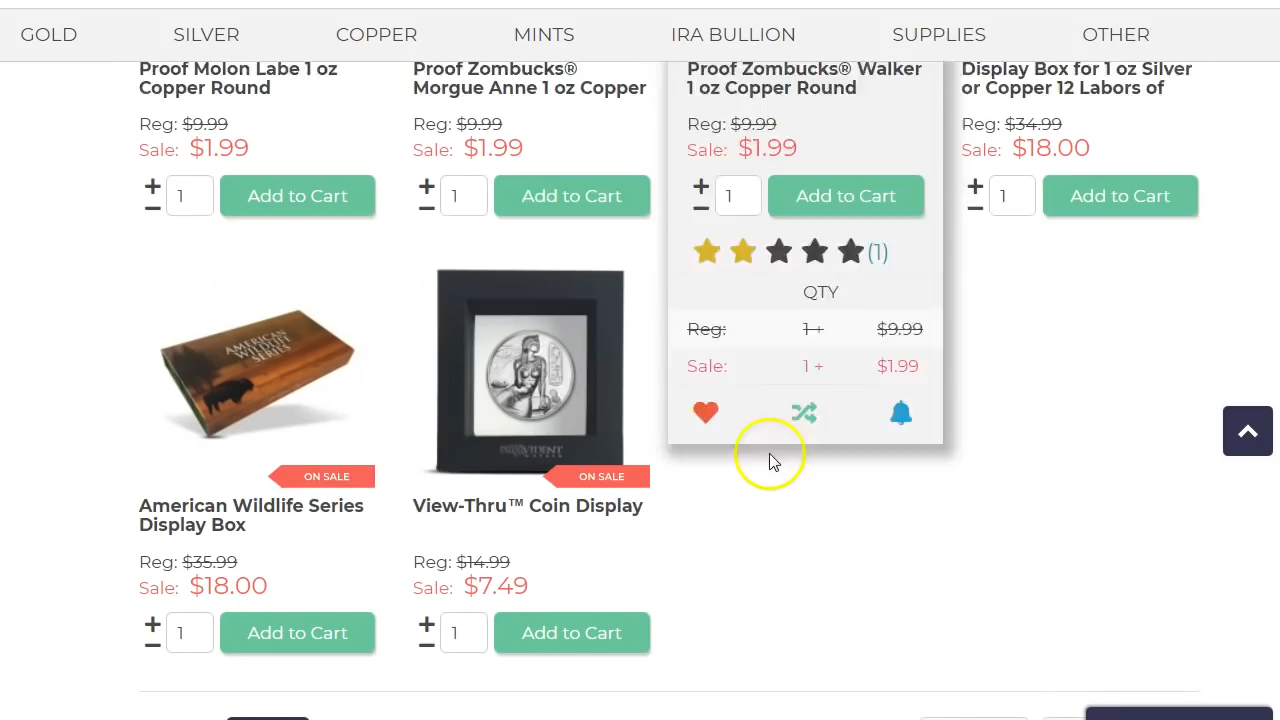 GOLD SILVER COPPER MINTS IRA BULLION SUPPLIES OTHER
Proof Molon Labe 1 oz
Copper Round
Reg: $9.99
Sale: $1.99
1 Add to Cart
Proof Zombucks®
Morgue Anne 1 oz Copper
Reg: $9.99
Sale: $1.99
1 Add to Cart
Proof Zombucks® Walker
1 oz Copper Round
Reg: $9.99
Sale: $1.99
1 Add to Cart
(1)
QTY
Reg: 1 + $9.99
Sale: 1 + $1.99
Display Box for 1 oz Silver
or Copper 12 Labors of
Reg: $34.99
Sale: $18.00
1 Add to Cart
AMERICAN
WILDLIFE
SERIES
ON SALE
American Wildlife Series
Display Box
Reg: $35.99
Sale: $18.00
1 Add to Cart
PROVIDENT
ON SALE
View-Thru™ Coin Display
Reg: $14.99
Sale: $7.49
1 Add to Cart